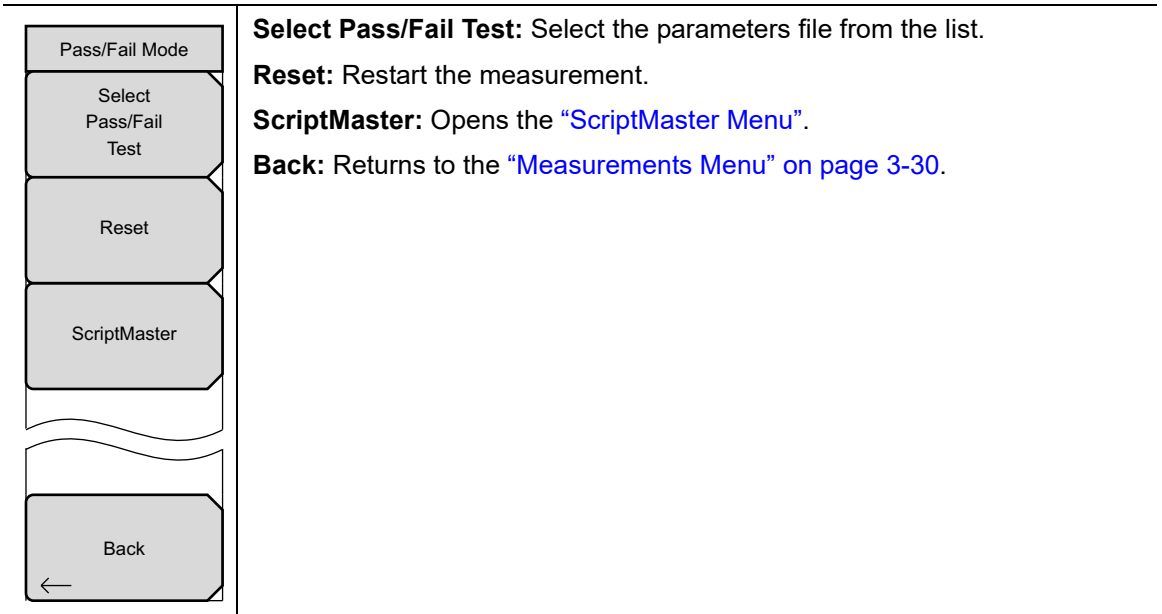 Pass/Fail Mode
Select
Pass/Fail
Test
Reset
ScriptMaster
Back
Select Pass/Fail Test: Select the parameters file from the list.
Reset: Restart the measurement.
ScriptMaster: Opens the “ScriptMaster Menu”.
Back: Returns to the “Measurements Menu” on page 3-30.